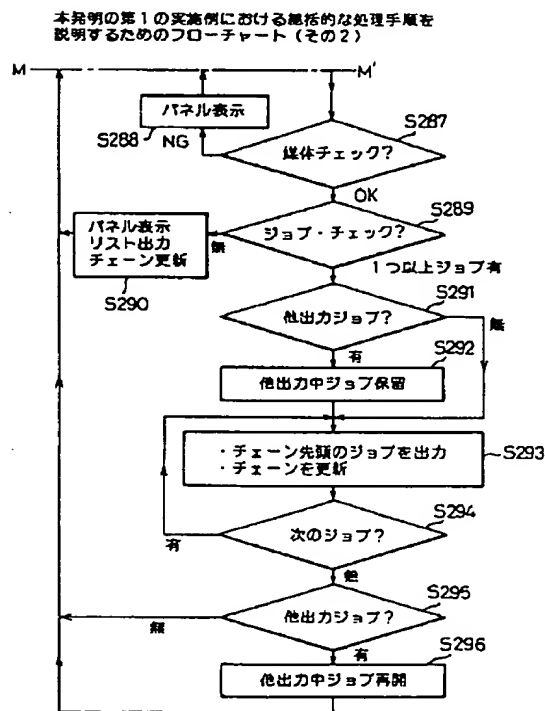 本発明の第1の実施例における総括的な処理手順を
説明するためのフローチャート（その2）
M
M'
パネル表示
S288
NG
S287
媒体チェック？
OK
S289
ジョブ・チェック？
無
パネル表示
リスト出力
チェーン更新
S290
1つ以上ジョブ有
S291
他出力ジョブ？
無
有
S292
他出力中ジョブ保留
・チェーン先頭のジョブを出力
・チェーンを更新
S293
S294
次のジョブ？
有
無
S295
他出力ジョブ？
無
有
S296
他出力中ジョブ再開